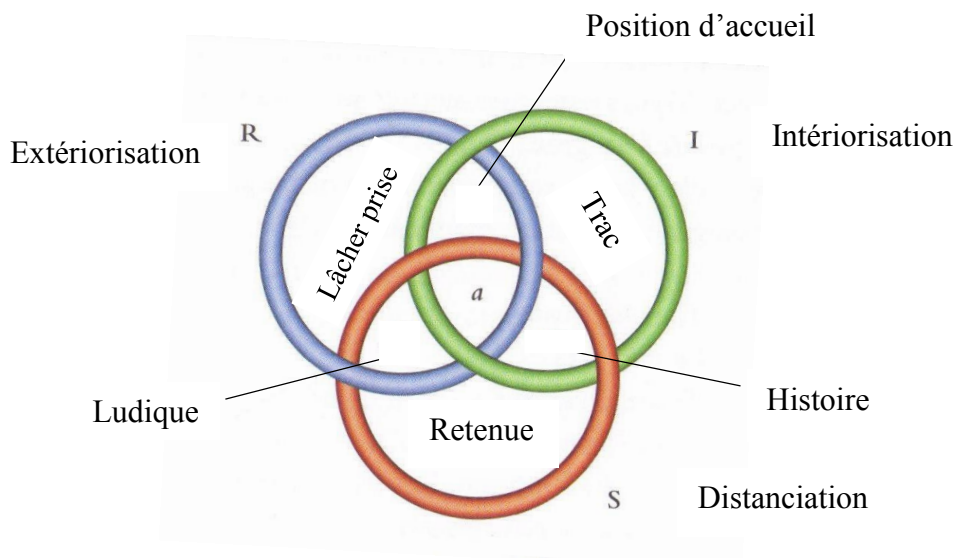 Position d’accueil
R
I
Intériorisation
Extériorisation
Lâcher prise
Trac
a
Ludique
Histoire
Retenue
S
Distanciation